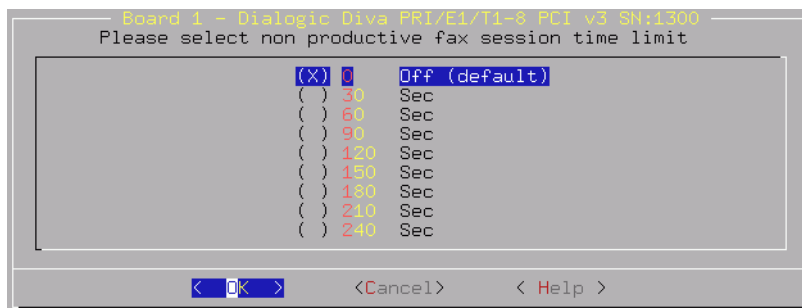 Board 1 - Dialogic Diva PRI/E1/T1-8 PCI v3 SN:1300
Please select non productive fax session time limit
(X) 0 Off (default)
( ) 30 Sec
( ) 60 Sec
( ) 90 Sec
( ) 120 Sec
( ) 150 Sec
( ) 180 Sec
( ) 210 Sec
( ) 240 Sec
< OK > <Cancel> < Help >